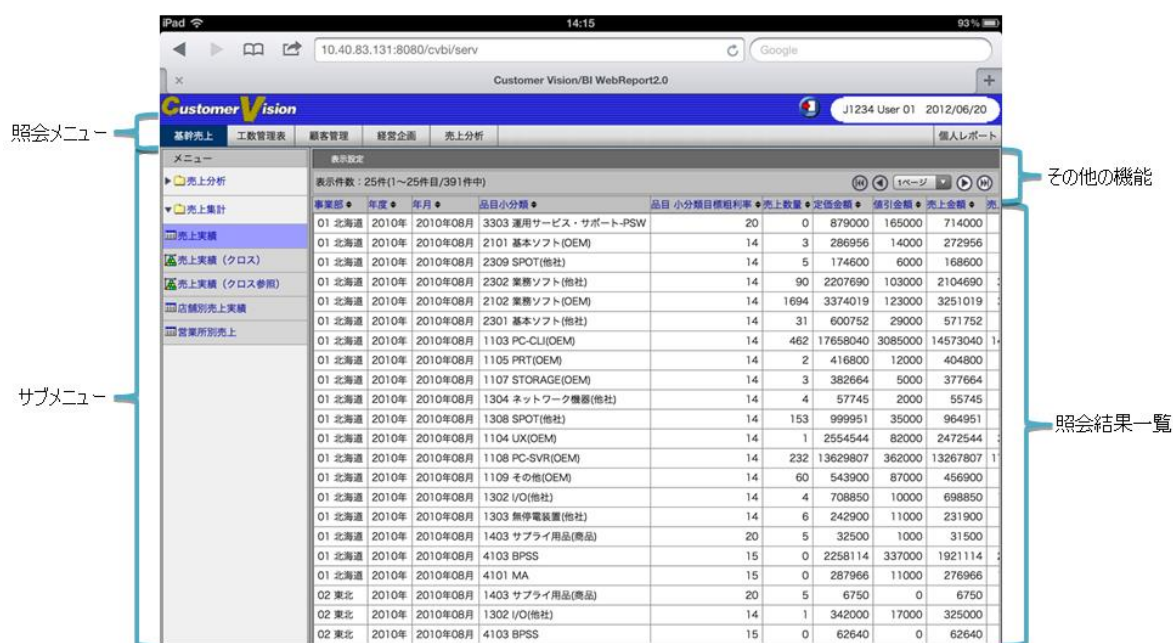 iPad 14:15 93%
10.40.83.131:8080/cvbi/serv Google
Customer Vision/BI WebReport2.0
Customer Vision J1234 User 01 2012/06/20
照会メニュー
基幹売上 工数管理表 顧客管理 経営企画 売上分析 個人レポート
メニュー 表示設定
その他の機能
売上分析 表示件数:25件(1~25件目/391件中) 1ページ
売上集計 事業部 年度 年月 品目小分類 品目 小分類目標粗利率 売上数量 定価金額 値引金額 売上金額 売
売上実績
売上実績(クロス)
売上実績(クロス参照)
店舗別売上実績
営業所別売上
サブメニュー
照会結果一覧
01 北海道 2010年 2010年08月 3303 運用サービス・サポート-PSW 20 0 879000 165000 714000
01 北海道 2010年 2010年08月 2101 基本ソフト(OEM) 14 3 286956 14000 272956
01 北海道 2010年 2010年08月 2309 SPOT(他社) 14 5 174600 6000 168600
01 北海道 2010年 2010年08月 2302 業務ソフト(他社) 14 90 2207690 103000 2104690
01 北海道 2010年 2010年08月 2102 業務ソフト(OEM) 14 1694 3374019 123000 3251019
01 北海道 2010年 2010年08月 2301 基本ソフト(他社) 14 31 600752 29000 571752
01 北海道 2010年 2010年08月 1103 PC-CLI(OEM) 14 462 17658040 3085000 14573040
01 北海道 2010年 2010年08月 1105 PRT(OEM) 14 2 416800 12000 404800
01 北海道 2010年 2010年08月 1107 STORAGE(OEM) 14 3 382664 5000 377664
01 北海道 2010年 2010年08月 1304 ネットワーク機器(他社) 14 4 57745 2000 55745
01 北海道 2010年 2010年08月 1308 SPOT(他社) 14 153 999951 35000 964951
01 北海道 2010年 2010年08月 1104 UX(OEM) 14 1 2554544 82000 2472544
01 北海道 2010年 2010年08月 1108 PC-SVR(OEM) 14 232 13629807 362000 13267807
01 北海道 2010年 2010年08月 1109 その他(OEM) 14 60 543900 87000 456900
01 北海道 2010年 2010年08月 1302 I/O(他社) 14 4 708850 10000 698850
01 北海道 2010年 2010年08月 1303 無停電装置(他社) 14 6 242900 11000 231900
01 北海道 2010年 2010年08月 1403 サプライ用品(商品) 20 5 32500 1000 31500
01 北海道 2010年 2010年08月 4103 BPSS 15 0 2258114 337000 1921114
01 北海道 2010年 2010年08月 4101 MA 15 0 287966 11000 276966
02 東北 2010年 2010年08月 1403 サプライ用品(商品) 20 5 6750 0 6750
02 東北 2010年 2010年08月 1302 I/O(他社) 14 1 342000 17000 325000
02 東北 2010年 2010年08月 4103 BPSS 15 0 62640 0 62640